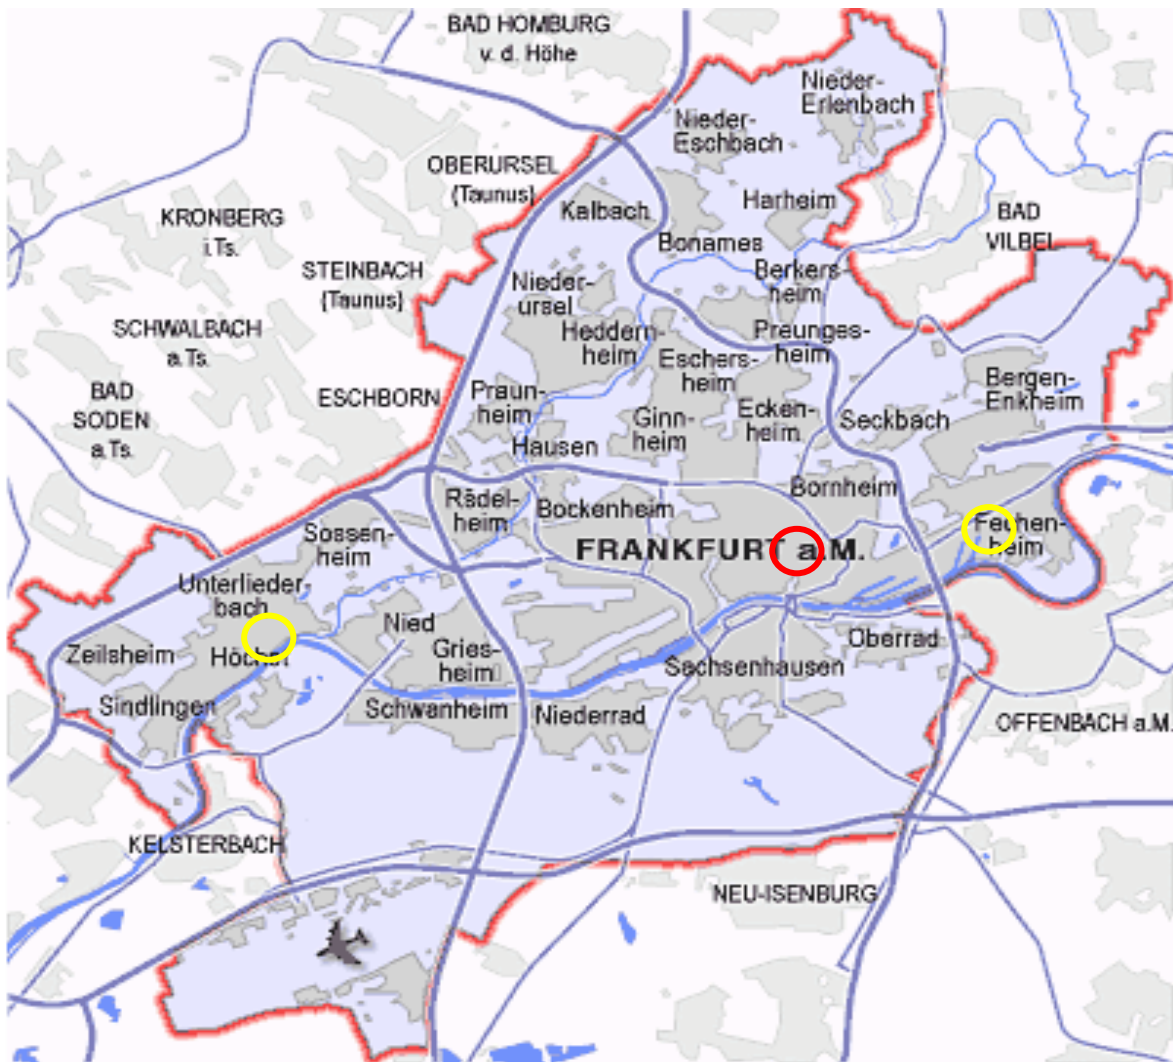 BAD HOMBURG
v. d. Höhe
Nieder-
Erlenbach
Nieder-
Eschbach
OBERURSEL
(Taunus)
Kalbach
Harheim
BAD
VILBEL
KRONBERG
i.Ts.
Bonames
STEINBACH
(Taunus)
Nieder-
ursel
Berkers-
heim
SCHWALBACH
a.Ts.
Heddern-
heim
Preunges-
heim
Eschers-
heim
BAD
SODEN
a.Ts.
ESCHBORN
Praun-
heim
Ginn-
heim
Ecken-
heim
Seckbach
Bergen-
Enkheim
Hausen
Rödel-
heim
Bockenheim
Bornheim
Sossen-
heim
FRANKFURT a.M.
Fechen-
heim
Unterlieder-
bach
Nied
Zeilsheim
Höchst
Gries-
heim
Sachsenhausen
Oberrad
Sindlingen
Schwanheim
Niederrad
OFFENBACH a.M.
KELSTERBACH
NEU-ISENBURG